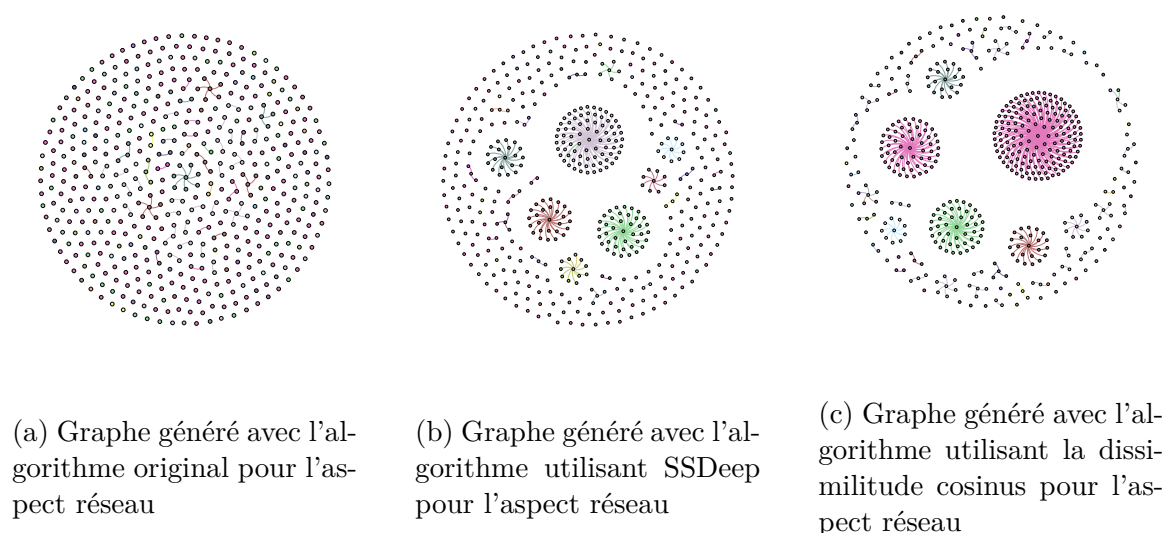 (a) Graphe généré avec l'al-
gorithme original pour l'as-
pect réseau
(b) Graphe généré avec l'al-
gorithme utilisant SSDeep
pour l'aspect réseau
(c) Graphe généré avec l'al-
gorithme utilisant la dissi-
militude cosinus pour l'as-
pect réseau